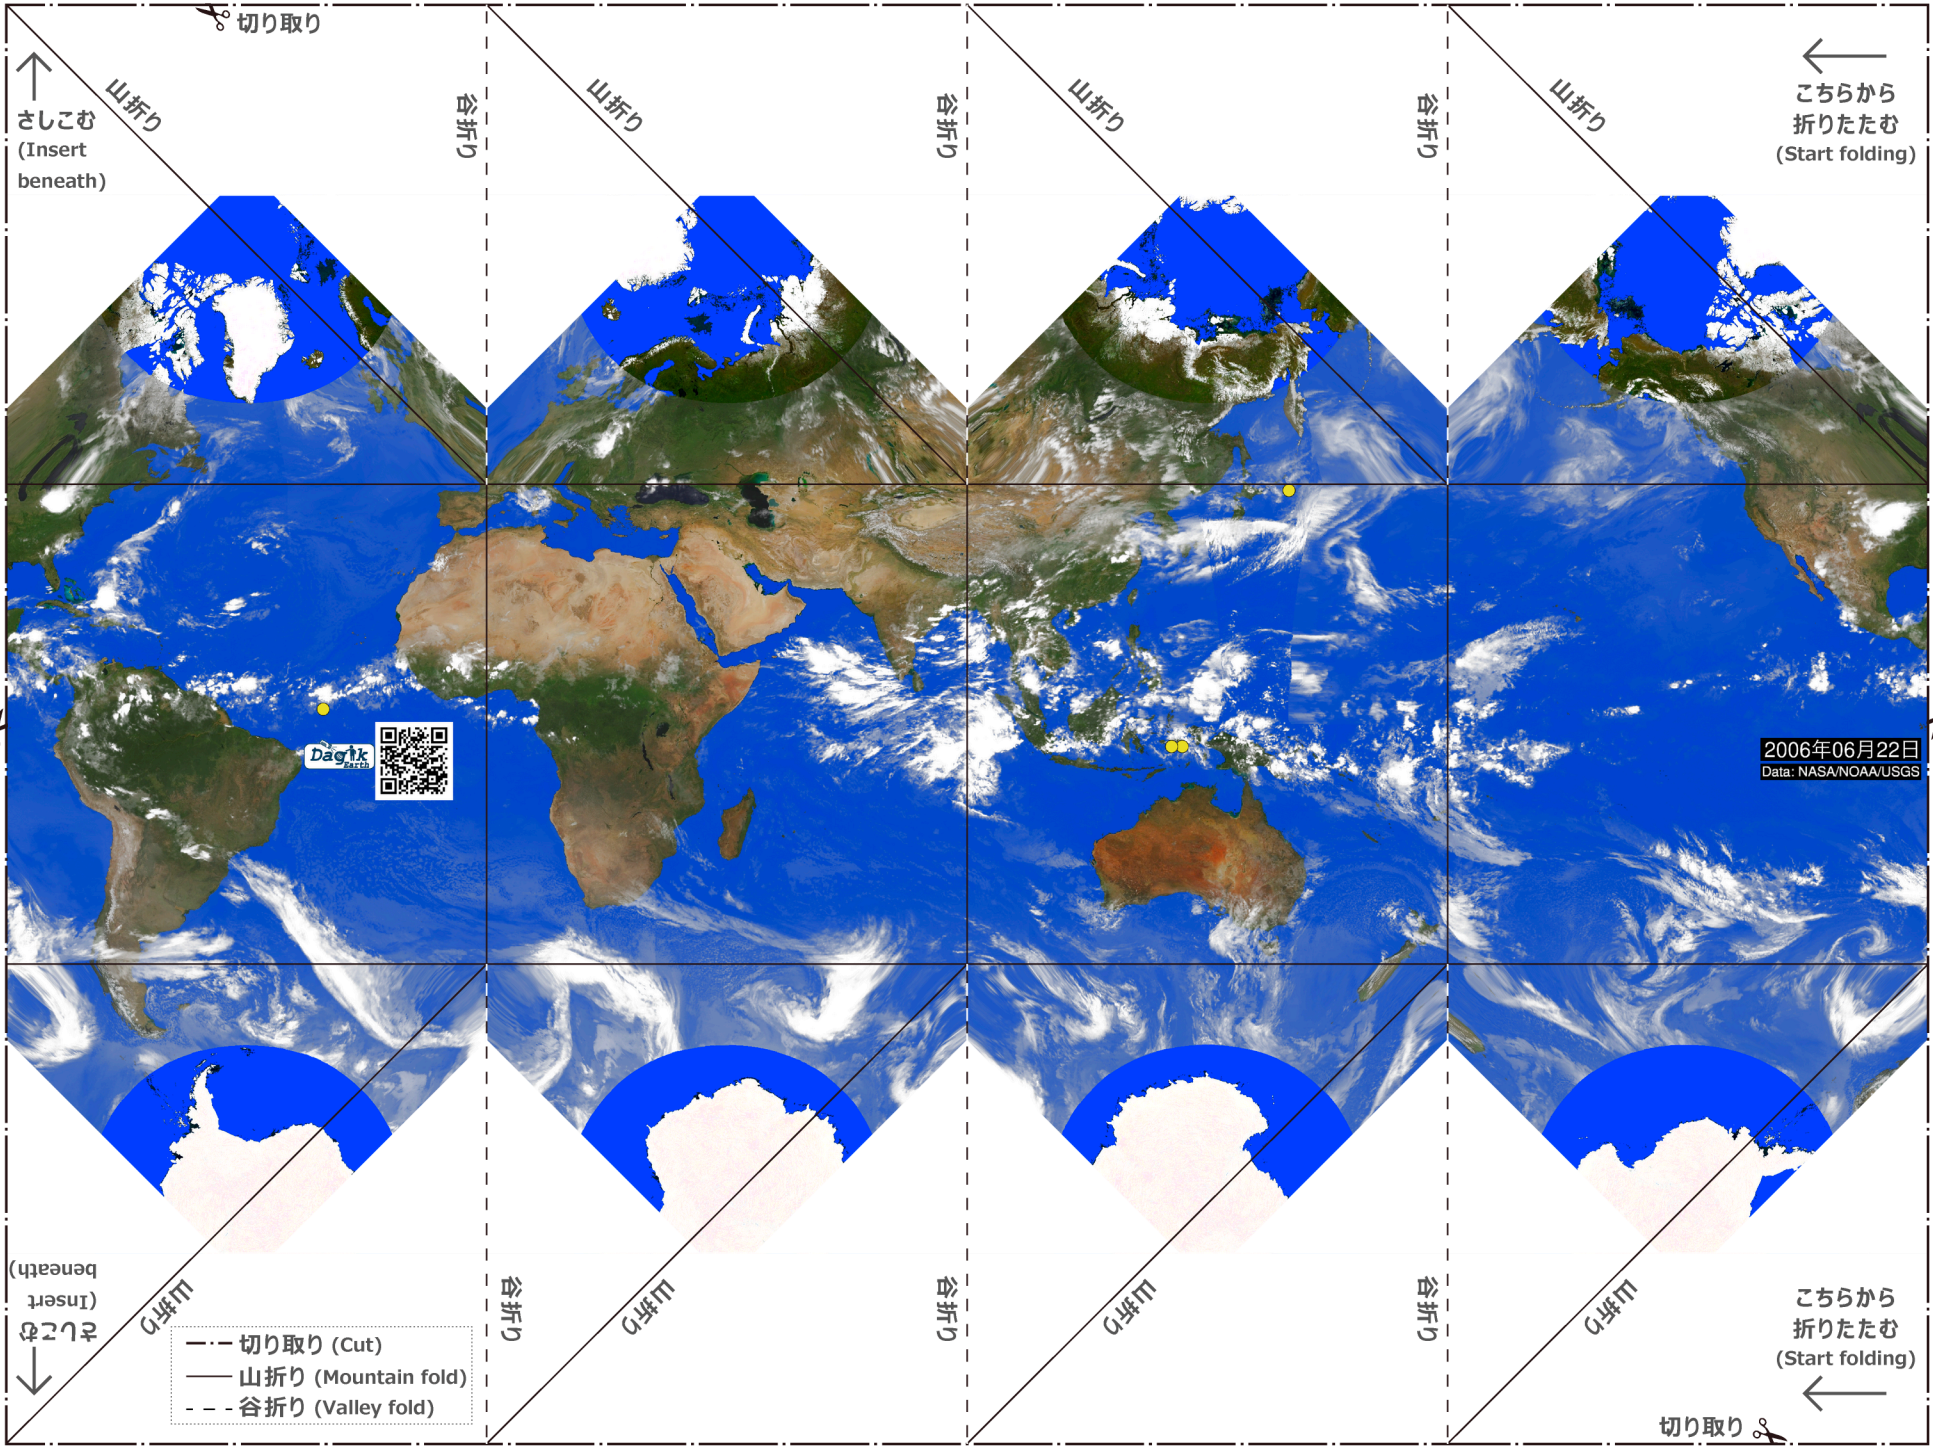 切り取り
さしこむ
(Insert
beneath)
山折り
谷折り
山折り
谷折り
山折り
谷折り
山折り
こちらから
折りたたむ
(Start folding)
Dagik
Earth
2006年06月22日
Data: NASA/NOAA/USGS
さしこむ
(Insert
beneath)
山折り
谷折り
山折り
谷折り
山折り
谷折り
山折り
こちらから
折りたたむ
(Start folding)
切り取り (Cut)
山折り (Mountain fold)
谷折り (Valley fold)
切り取り